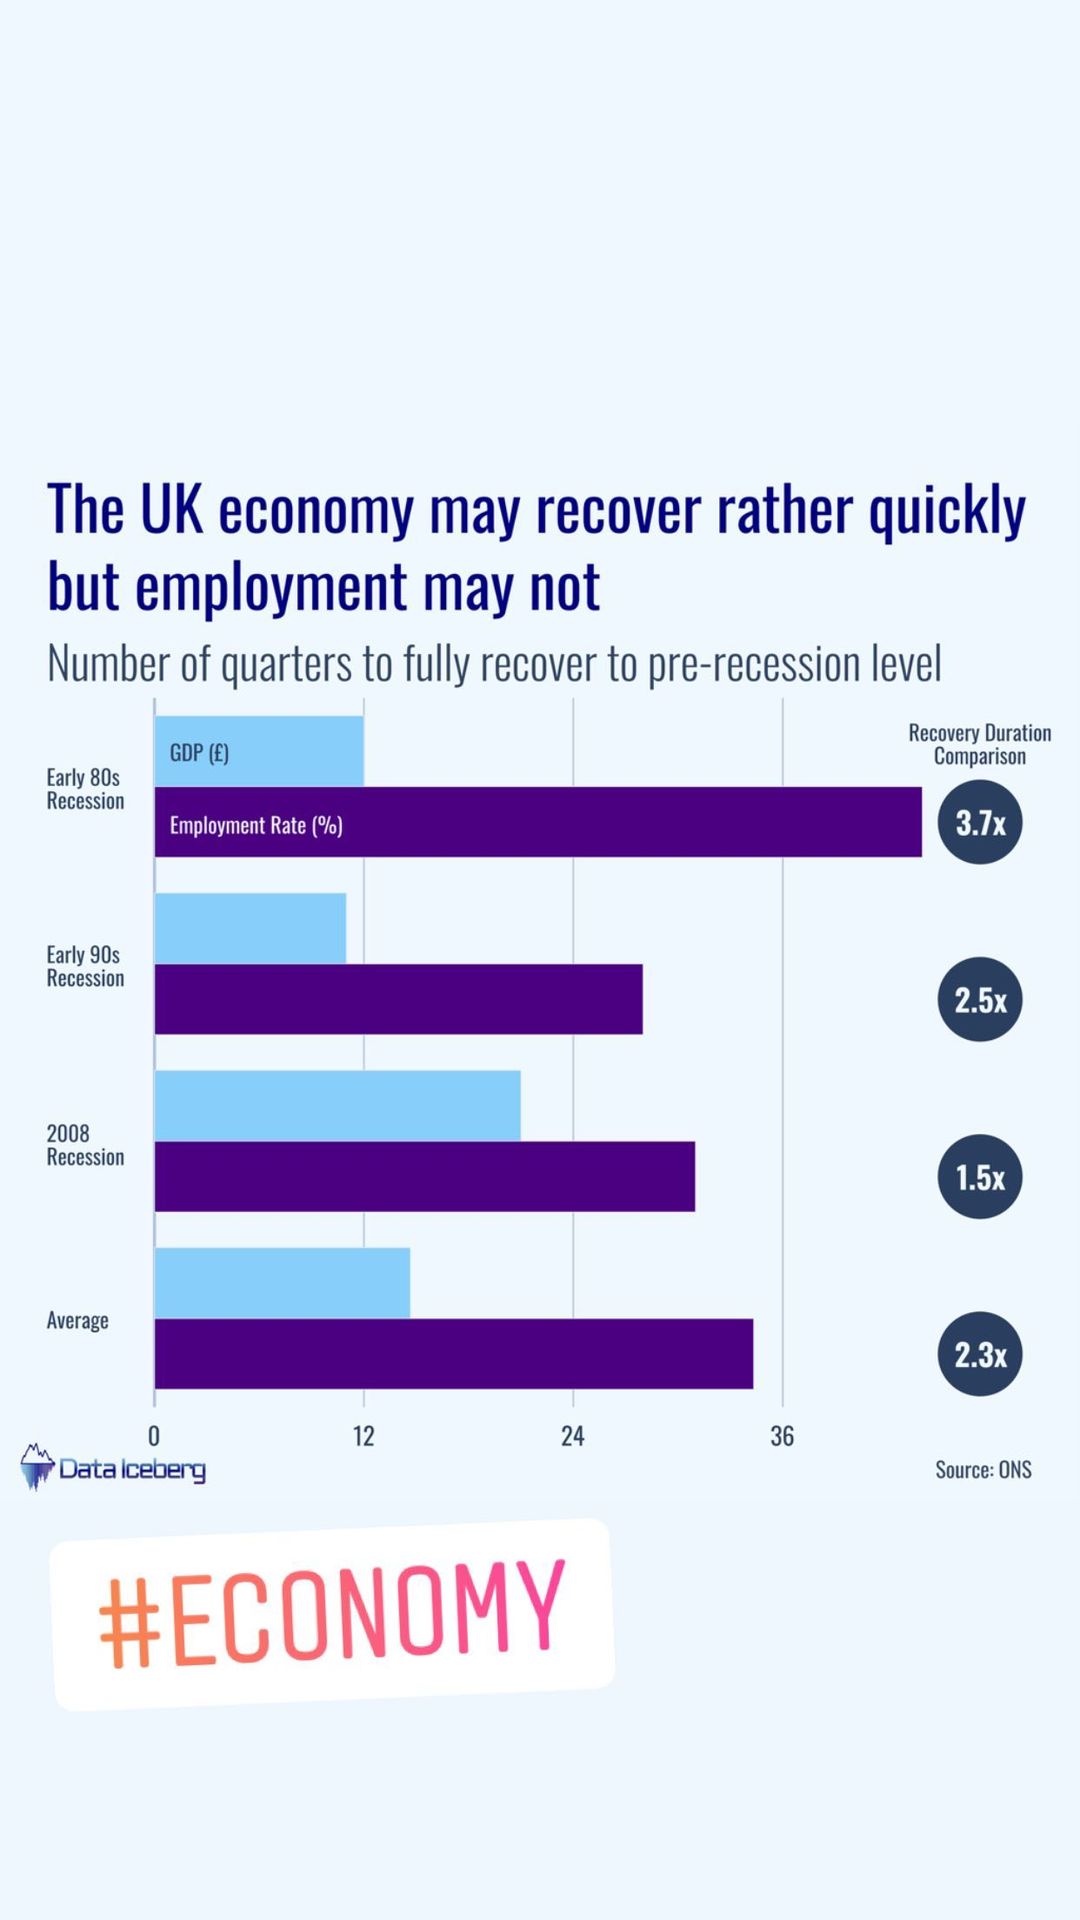 The UK economy may recover rather quickly
but employment may not
Number of quarters to fully recover to pre-recession level
Recovery Duration
Comparison
GDP (£)
Early 80s
Recession
Employment Rate (%)
3.7x
Early 90s
Recession
2.5x
2008
Recession
1.5x
Average
2.3x
0 12 24 36
Data Iceberg
Source: ONS
#ECONOMY